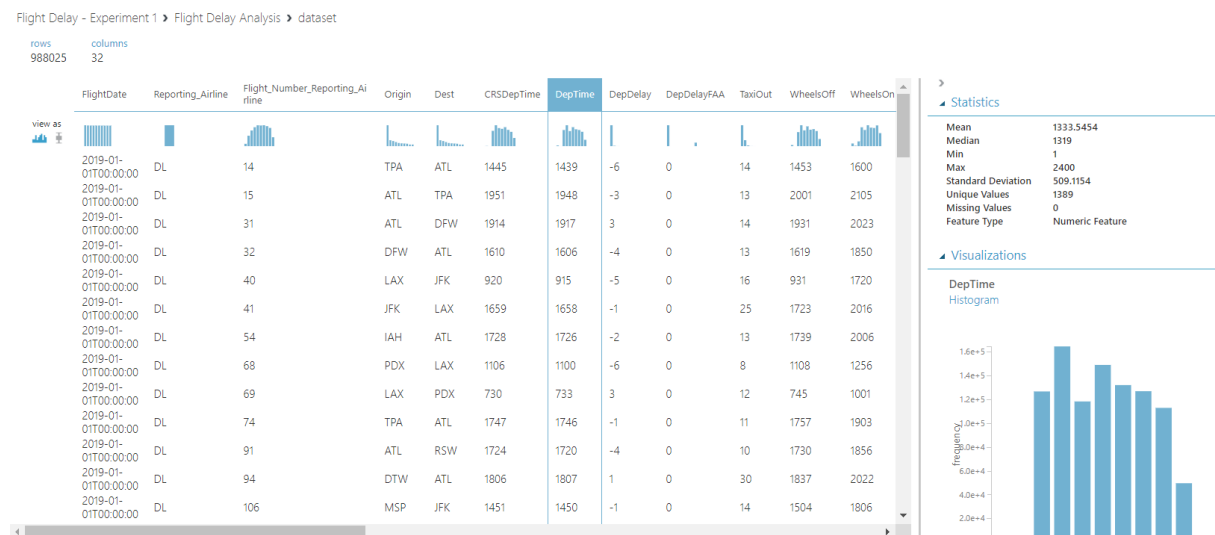 Flight Delay - Experiment 1 › Flight Delay Analysis › dataset
rows columns
988025 32
FlightDate Reporting_Airline Flight_Number_Reporting_Ai Origin Dest CRSDepTime DepTime DepDelay DepDelayFAA TaxiOut WheelsOff WheelsOn
rline
view as
2019-01-
01T00:00:00 DL 14 TPA ATL 1445 1439 -6 0 14 1453 1600
2019-01-
01T00:00:00 DL 15 ATL TPA 1951 1948 -3 0 13 2001 2105
2019-01-
01T00:00:00 DL 31 ATL DFW 1914 1917 3 0 14 1931 2023
2019-01-
01T00:00:00 DL 32 DFW ATL 1610 1606 -4 0 13 1619 1850
2019-01-
01T00:00:00 DL 40 LAX JFK 920 915 -5 0 16 931 1720
2019-01-
01T00:00:00 DL 41 JFK LAX 1659 1658 -1 0 25 1723 2016
2019-01-
01T00:00:00 DL 54 IAH ATL 1728 1726 -2 0 13 1739 2006
2019-01-
01T00:00:00 DL 68 PDX LAX 1106 1100 -6 0 8 1108 1256
2019-01-
01T00:00:00 DL 69 LAX PDX 730 733 3 0 12 745 1001
2019-01-
01T00:00:00 DL 74 TPA ATL 1747 1746 -1 0 11 1757 1903
2019-01-
01T00:00:00 DL 91 ATL RSW 1724 1720 -4 0 10 1730 1856
2019-01-
01T00:00:00 DL 94 DTW ATL 1806 1807 1 0 30 1837 2022
2019-01-
01T00:00:00 DL 106 MSP JFK 1451 1450 -1 0 14 1504 1806
Statistics
Mean 1333.5454
Median 1319
Min 1
Max 2400
Standard Deviation 509.1154
Unique Values 1389
Missing Values 0
Feature Type Numeric Feature
Visualizations
DepTime
Histogram
1.6e+5
1.4e+5
1.2e+5
1.0e+5
8.0e+4
6.0e+4
4.0e+4
2.0e+4
frequency